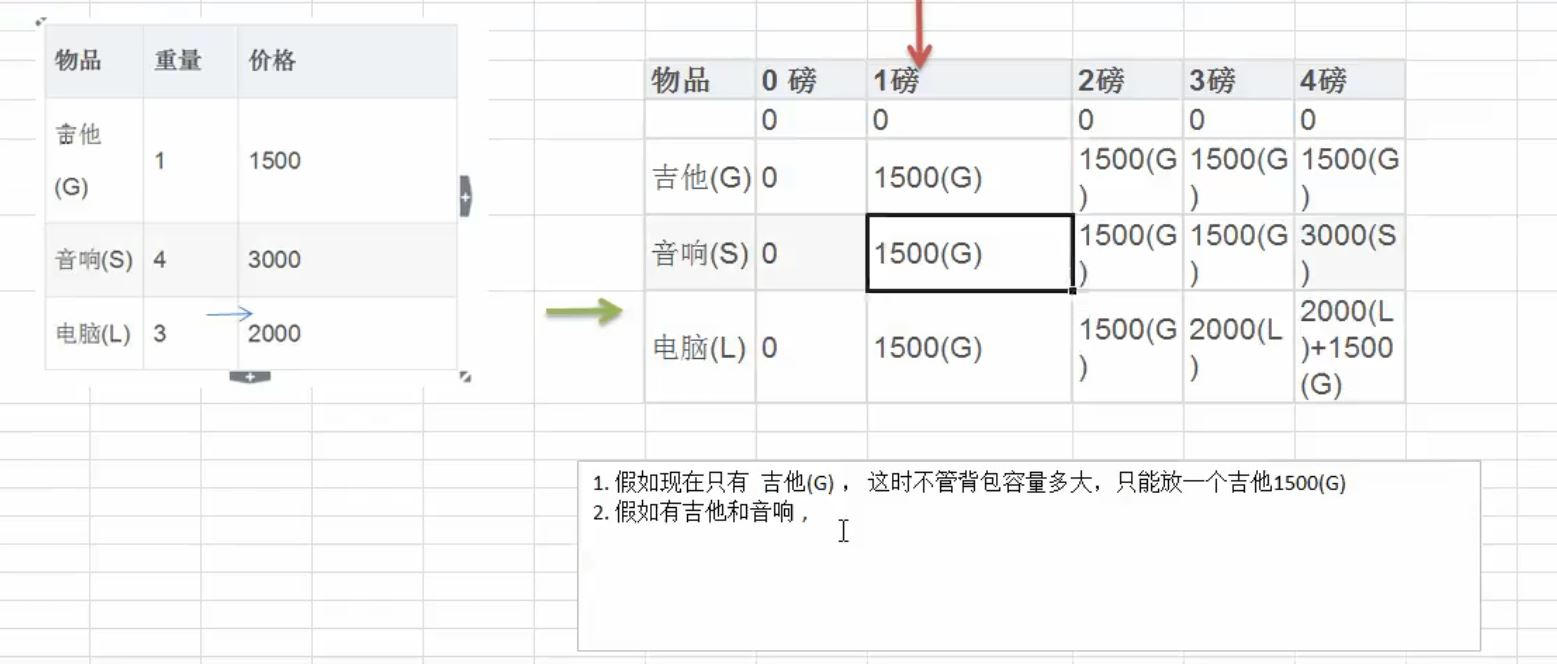 物品 重量 价格
吉他
(G)
1 1500
音响(S) 4 3000
电脑(L) 3 2000
物品 0 磅 1磅 2磅 3磅 4磅
0 0 0 0 0
吉他(G) 0 1500(G) 1500(G 1500(G 1500(G
) ) )
音响(S) 0 1500(G) 1500(G 1500(G 3000(S
) ) )
电脑(L) 0 1500(G) 1500(G 2000(L 2000(L
) ) )+1500
(G)
1. 假如现在只有 吉他(G) ， 这时不管背包容量多大，只能放一个吉他1500(G)
2. 假如有吉他和音响，